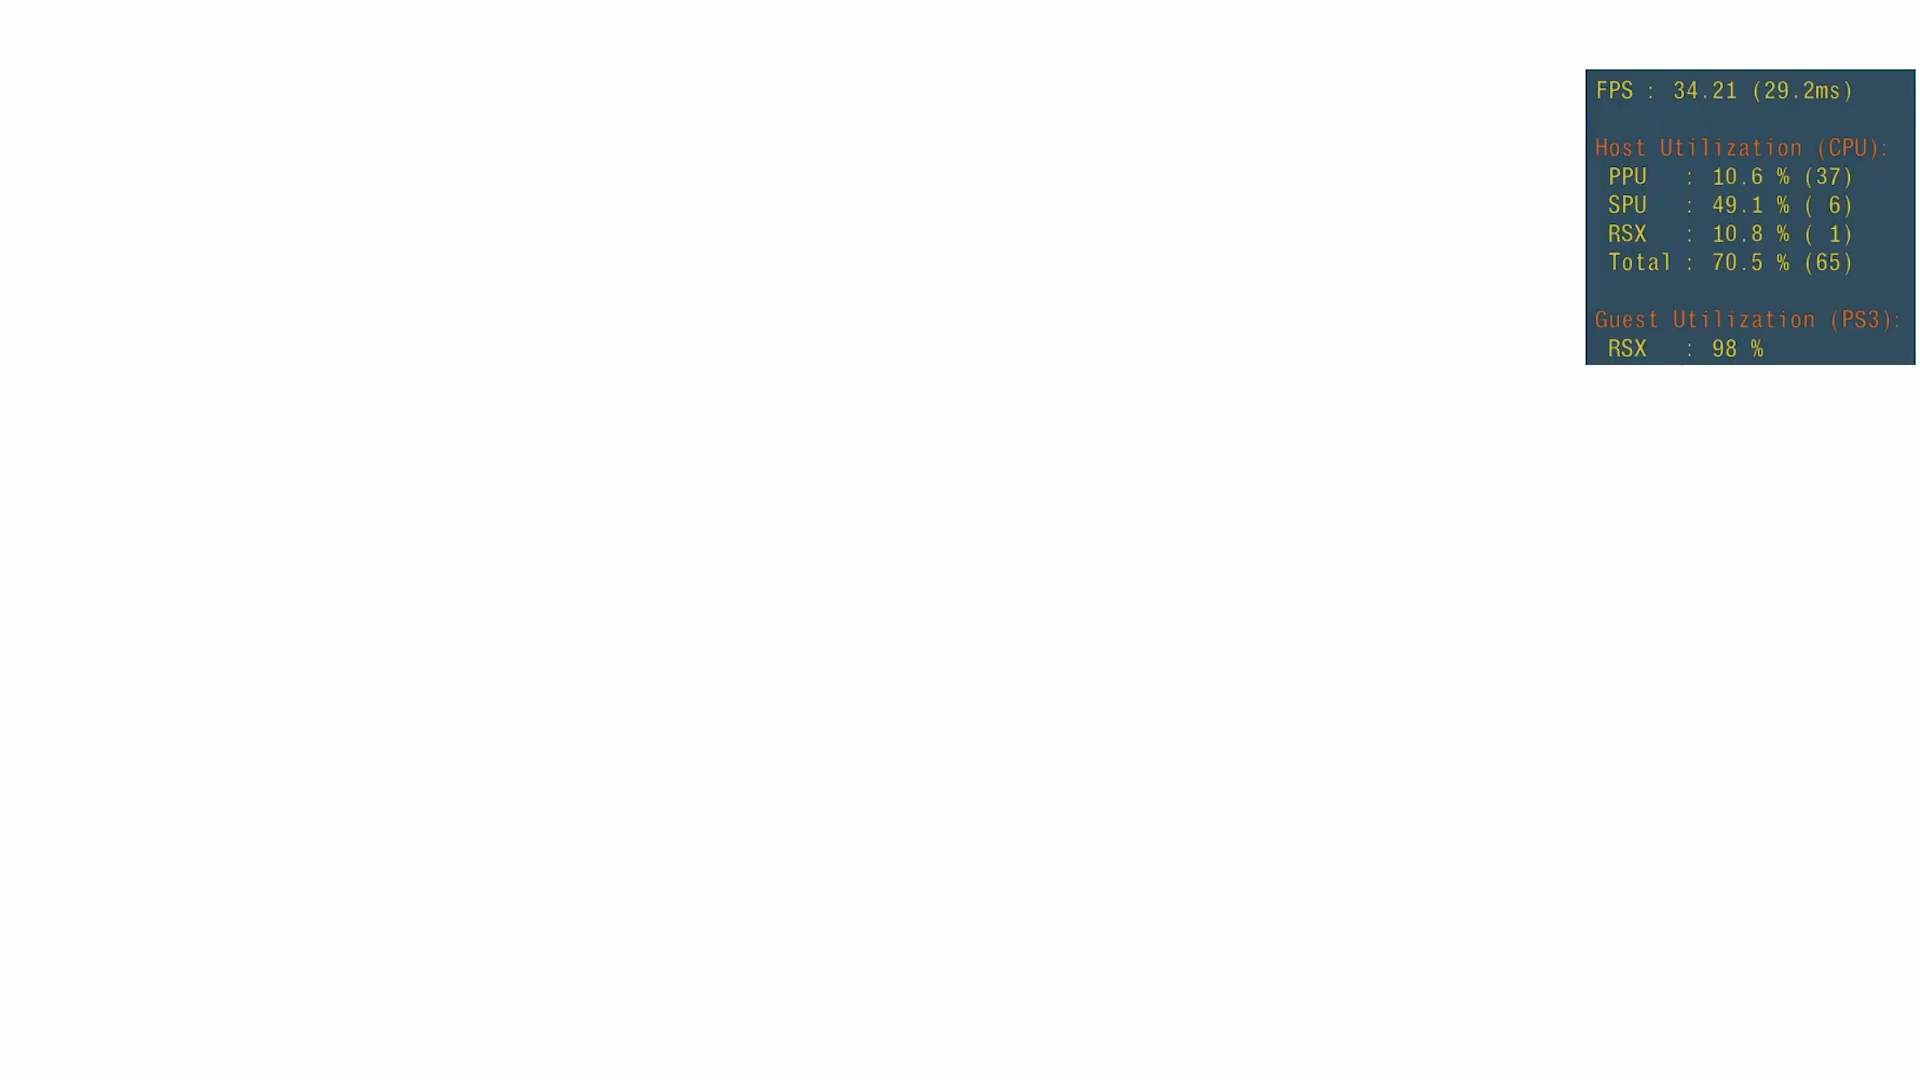 FPS : 34.21 (29.2ms)
Host Utilization (CPU):
PPU : 10.6 % (37)
SPU : 49.1 % ( 6)
RSX : 10.8 % ( 1)
Total : 70.5 % (65)
Guest Utilization (PS3):
RSX : 98 %